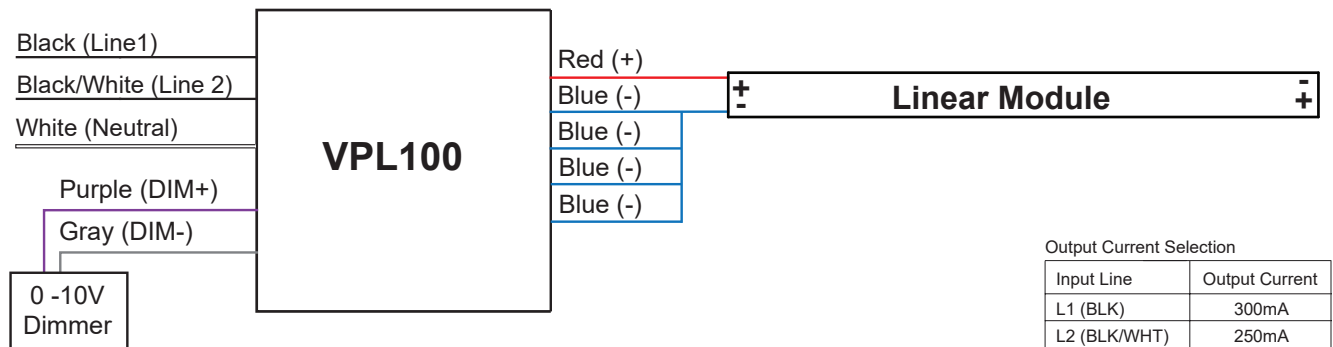 Black (Line1)
Black/White (Line 2)
White (Neutral)
Purple (DIM+)
Gray (DIM-)
0 -10V
Dimmer
VPL100
Red (+)
Blue (-)
Blue (-)
Blue (-)
Blue (-)
+ -
- +
Linear Module
Output Current Selection
Input Line Output Current
L1 (BLK) 300mA
L2 (BLK/WHT) 250mA